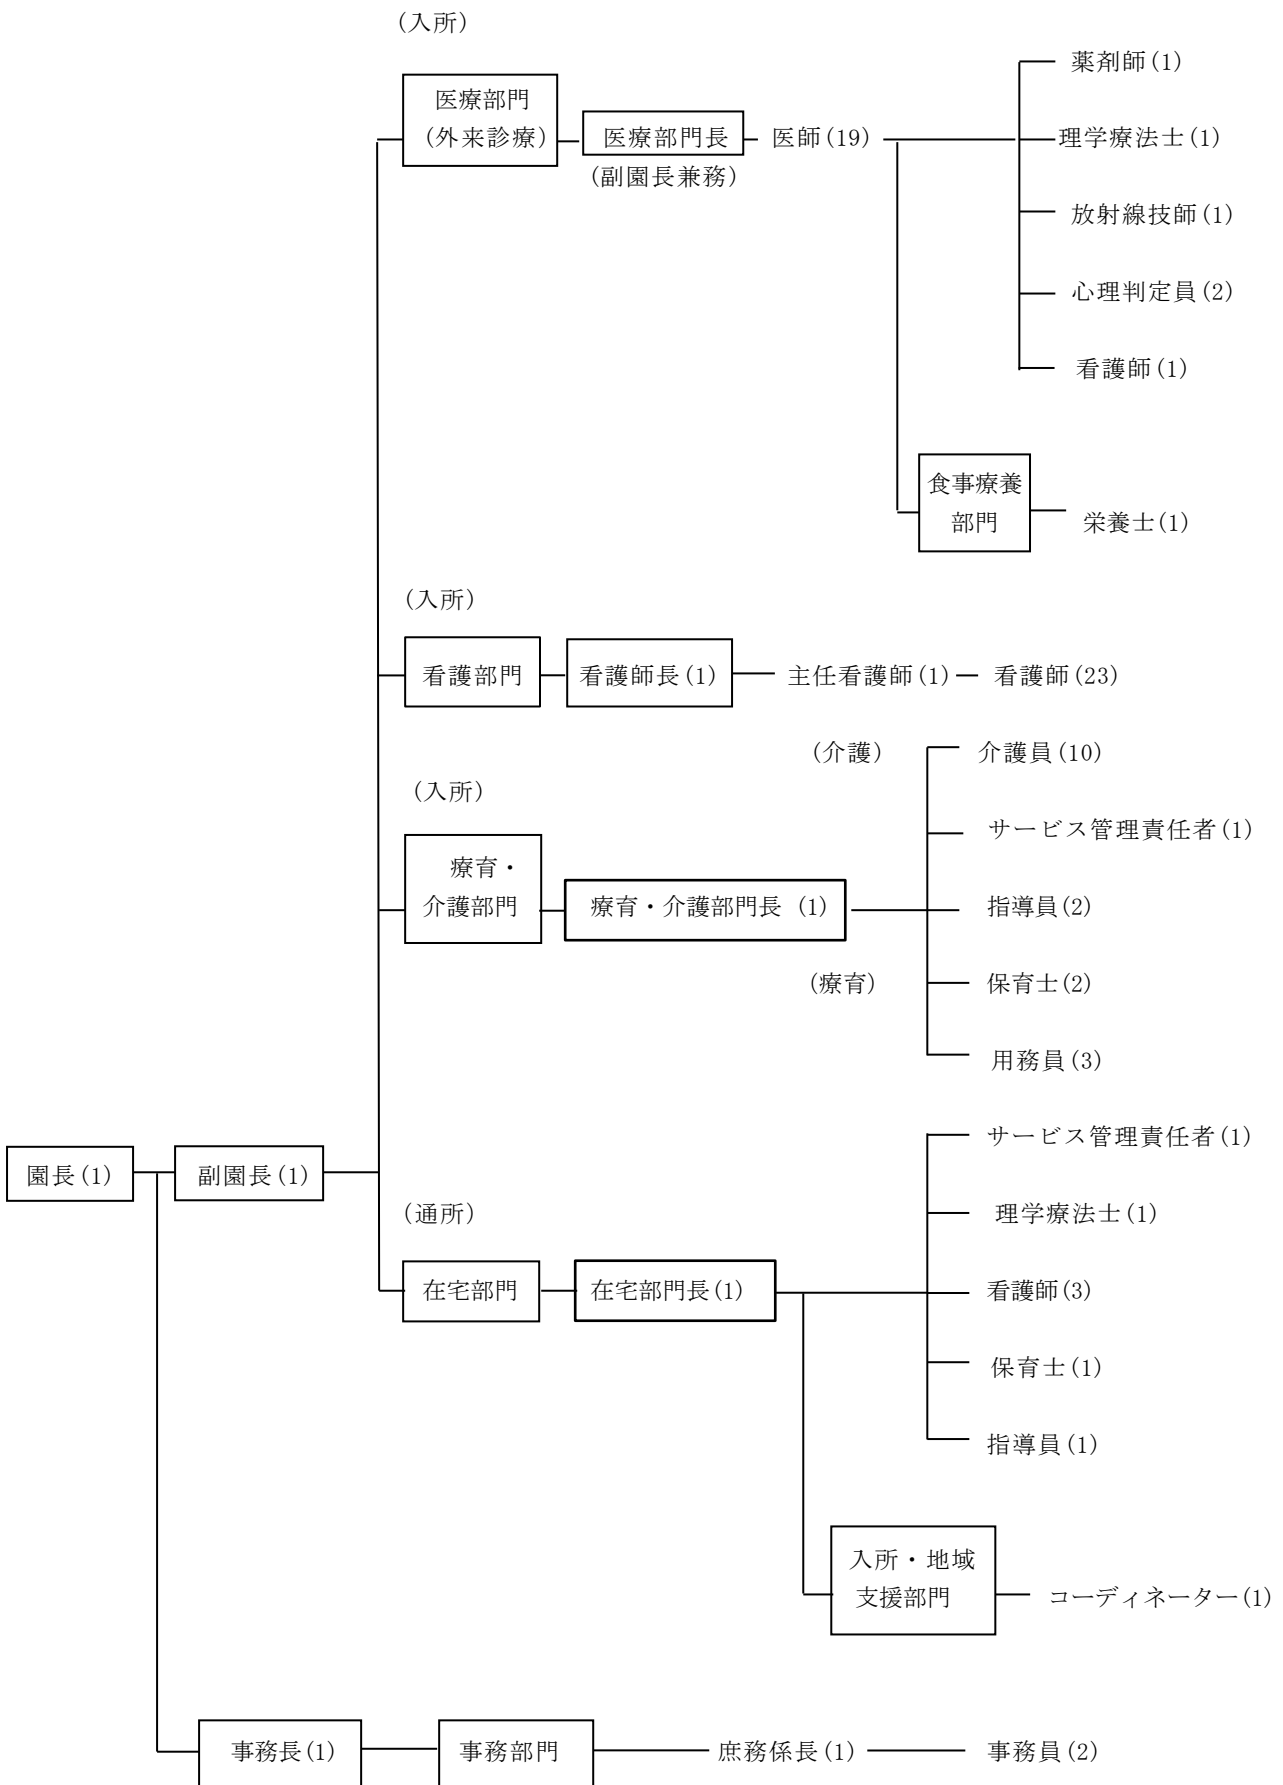 (入所)
医療部門
(外来診療)
医療部門長
(副園長兼務)
医師(19)
薬剤師(1)
理学療法士(1)
放射線技師(1)
心理判定員(2)
看護師(1)
食事療養
部門
栄養士(1)
(入所)
看護部門
看護師長(1)
主任看護師(1)
看護師(23)
(入所)
療育・
介護部門
療育・介護部門長 (1)
(介護)
介護員(10)
サービス管理責任者(1)
指導員(2)
(療育)
保育士(2)
用務員(3)
園長(1)
副園長(1)
(通所)
在宅部門
在宅部門長(1)
サービス管理責任者(1)
理学療法士(1)
看護師(3)
保育士(1)
指導員(1)
入所・地域
支援部門
コーディネーター(1)
事務長(1)
事務部門
庶務係長(1)
事務員(2)